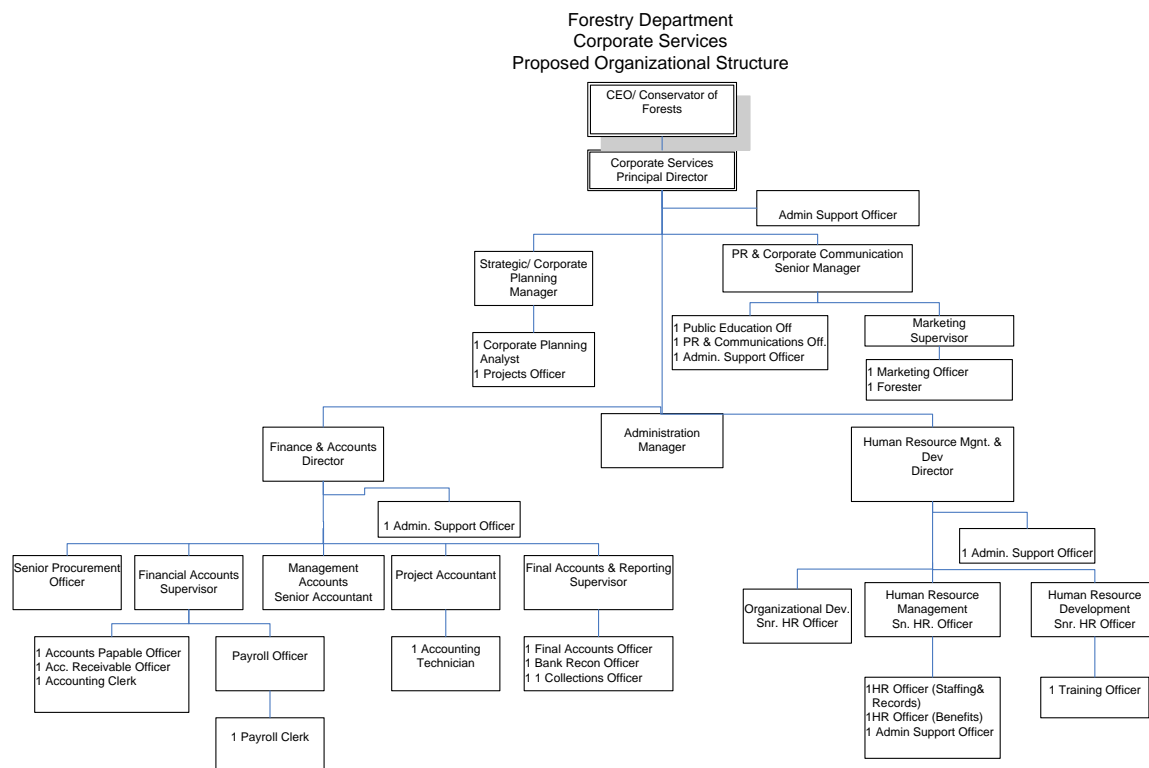 Forestry Department
Corporate Services
Proposed Organizational Structure
CEO/ Conservator of
Forests
Corporate Services
Principal Director
Admin Support Officer
Strategic/ Corporate
Planning
Manager
PR & Corporate Communication
Senior Manager
1 Corporate Planning
Analyst
1 Projects Officer
1 Public Education Off
1 PR & Communications Off.
1 Admin. Support Officer
Marketing
Supervisor
1 Marketing Officer
1 Forester
Finance & Accounts
Director
Administration
Manager
Human Resource Mgnt. &
Dev
Director
1 Admin. Support Officer
1 Admin. Support Officer
Senior Procurement
Officer
Financial Accounts
Supervisor
Management
Accounts
Senior Accountant
Project Accountant
Final Accounts & Reporting
Supervisor
Organizational Dev.
Snr. HR Officer
Human Resource
Management
Sn. HR. Officer
Human Resource
Development
Snr. HR Officer
1 Accounts Papable Officer
1 Acc. Receivable Officer
1 Accounting Clerk
Payroll Officer
1 Accounting
Technician
1 Final Accounts Officer
1 Bank Recon Officer
1 1 Collections Officer
1HR Officer (Staffing&
Records)
1HR Officer (Benefits)
1 Admin Support Officer
1 Training Officer
1 Payroll Clerk